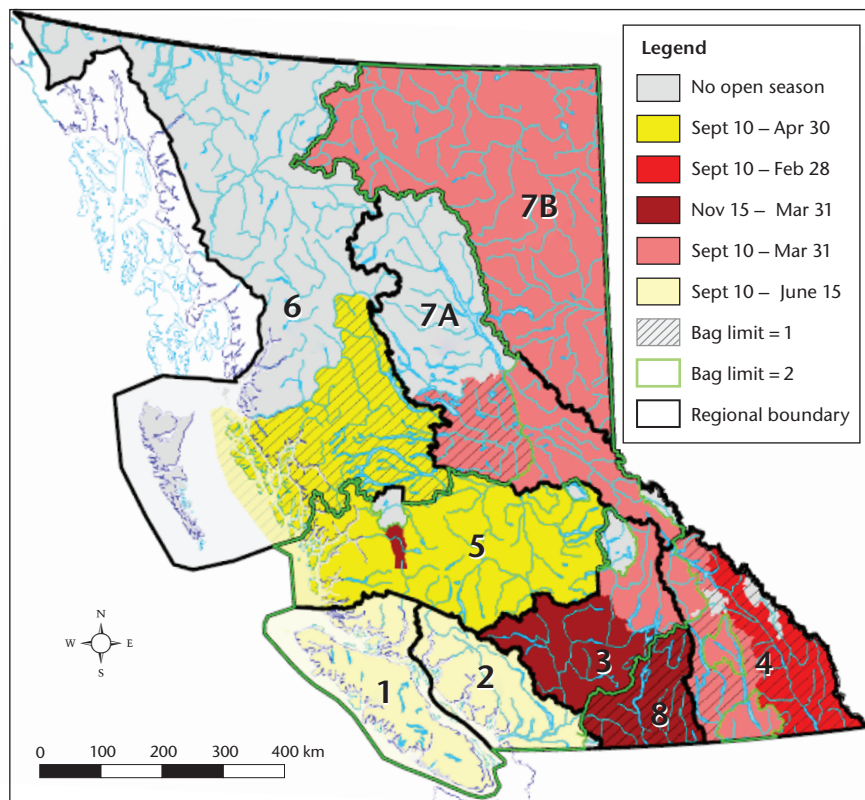 Legend
No open season
Sept 10 – Apr 30
Sept 10 – Feb 28
Nov 15 – Mar 31
Sept 10 – Mar 31
Sept 10 – June 15
Bag limit = 1
Bag limit = 2
Regional boundary
7B
6
7A
5
3
4
1
2
8
N
W E
S
0 100 200 300 400 km